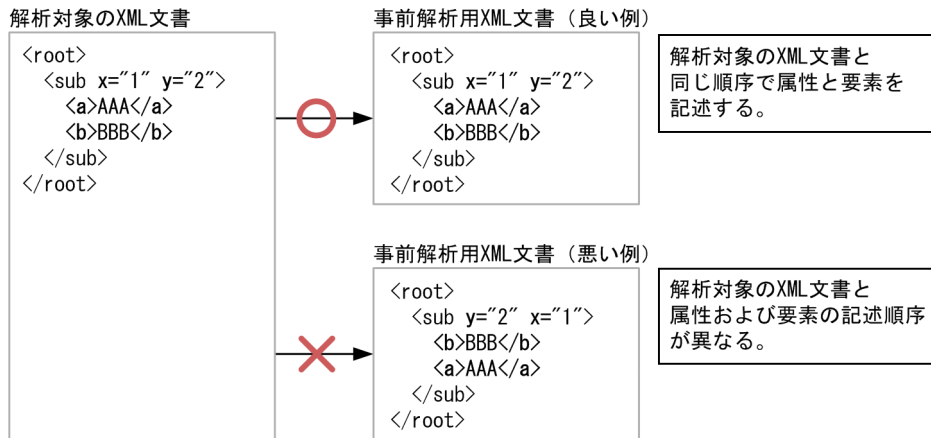 解析対象のXML文書
<root>
<sub x="1" y="2">
<a>AAA</a>
<b>BBB</b>
</sub>
</root>
事前解析用XML文書（良い例）
<root>
<sub x="1" y="2">
<a>AAA</a>
<b>BBB</b>
</sub>
</root>
解析対象のXML文書と
同じ順序で属性と要素を
記述する。
事前解析用XML文書（悪い例）
<root>
<sub y="2" x="1">
<b>BBB</b>
<a>AAA</a>
</sub>
</root>
解析対象のXML文書と
属性および要素の記述順序
が異なる。